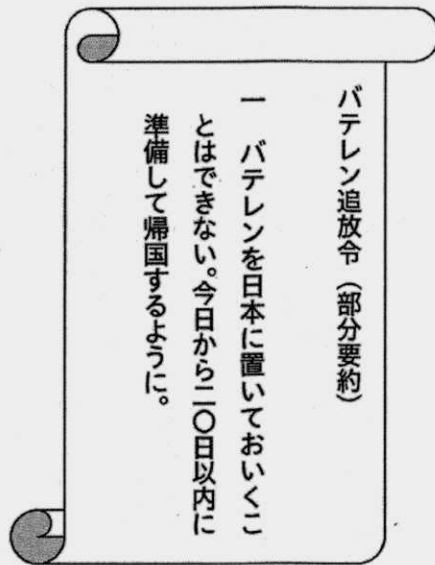 バテレン追放令（部分要約）
一　バテレンを日本に置いておいくこ
とはできない。今日から二〇日以内に
準備して帰国するように。